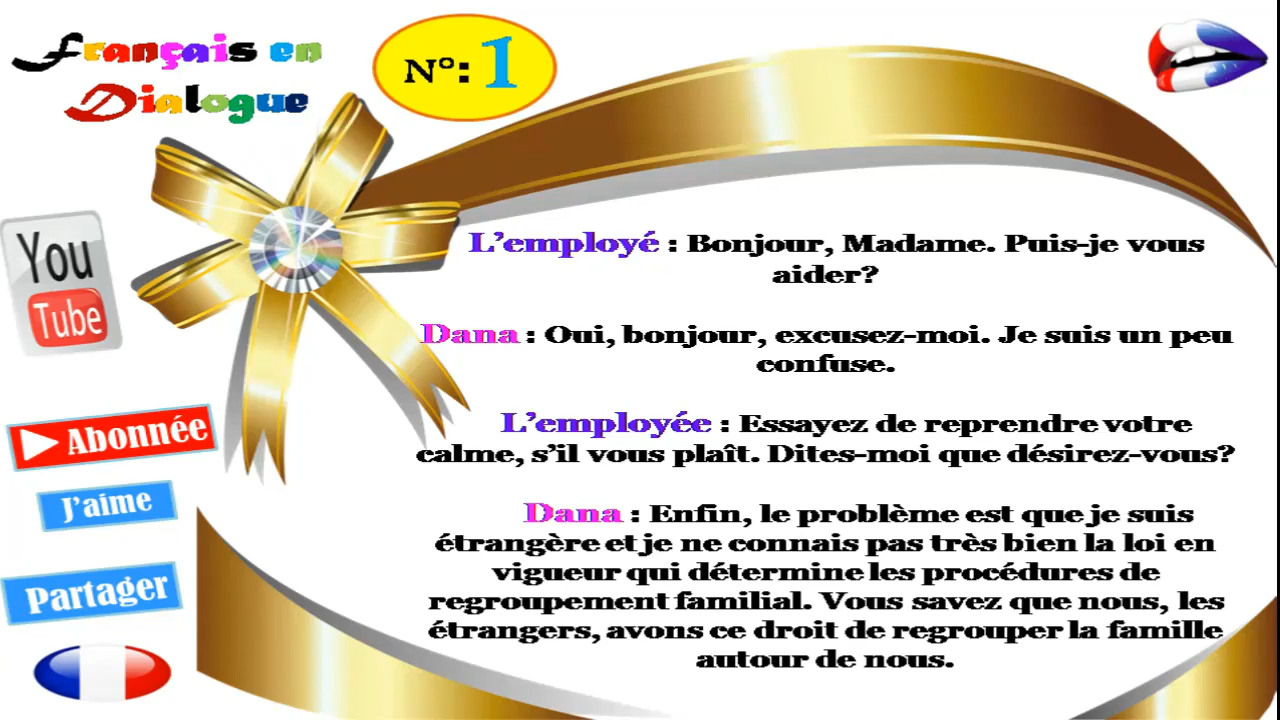 Français en
Dialogue
N°: 1
You
Tube
Abonnée
J'aime
Partager
L'employé : Bonjour, Madame. Puis-je vous
aider?
Dana : Oui, bonjour, excusez-moi. Je suis un peu
confuse.
L'employée : Essayez de reprendre votre
calme, s'il vous plaît. Dites-moi que désirez-vous?
Dana : Enfin, le problème est que je suis
étrangère et je ne connais pas très bien la loi en
vigueur qui détermine les procédures de
regroupement familial. Vous savez que nous, les
étrangers, avons ce droit de regrouper la famille
autour de nous.